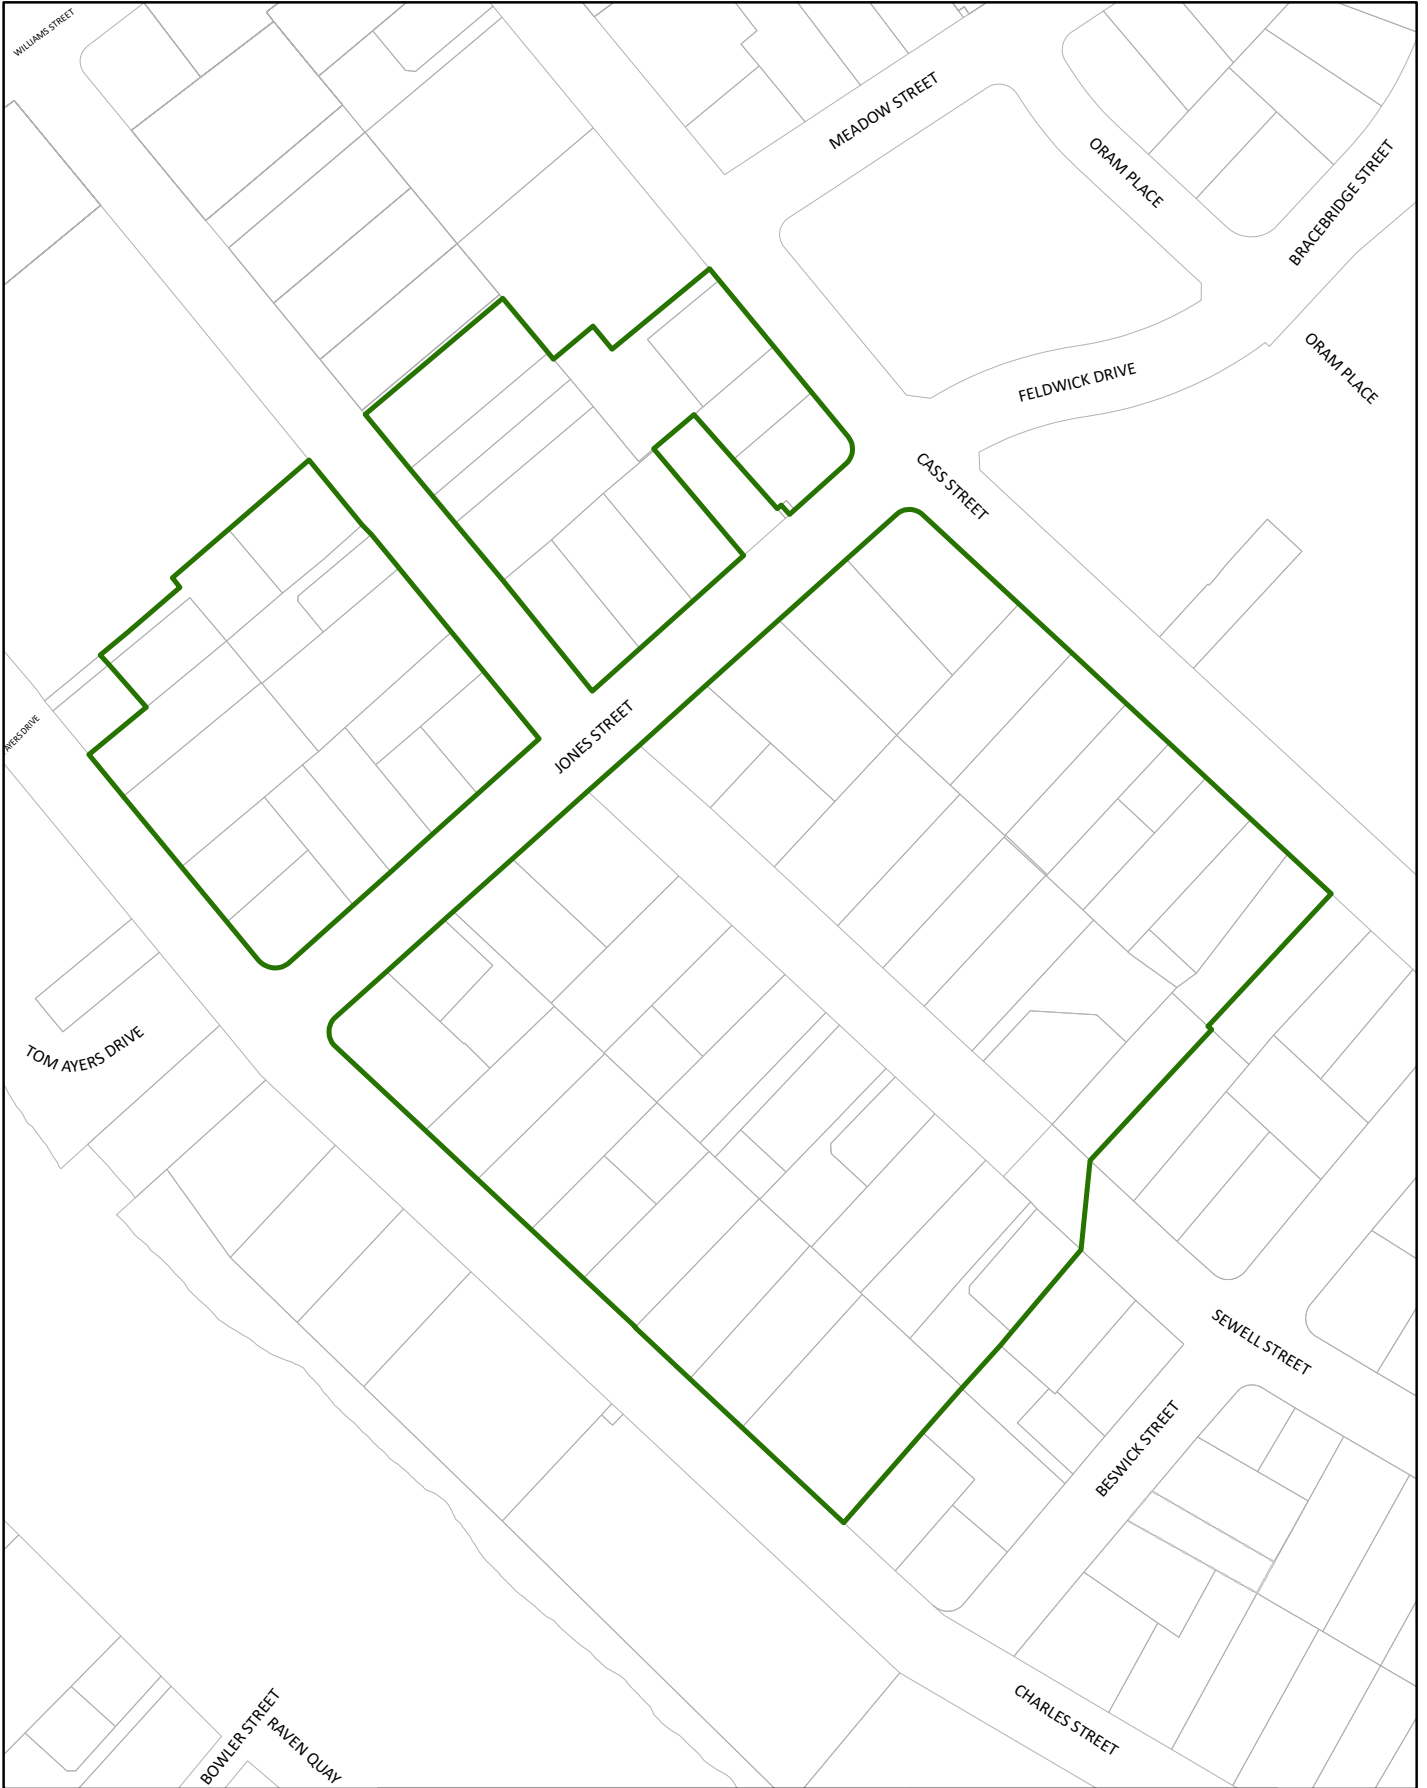 WILLIAMS STREET
MEADOW STREET
ORAM PLACE
BRACEBRIDGE STREET
ORAM PLACE
FELDWICK DRIVE
CASS STREET
AYERS DRIVE
JONES STREET
TOM AYERS DRIVE
SEWELL STREET
BESWICK STREET
CHARLES STREET
BOWLER STREET
RAVEN QUAY